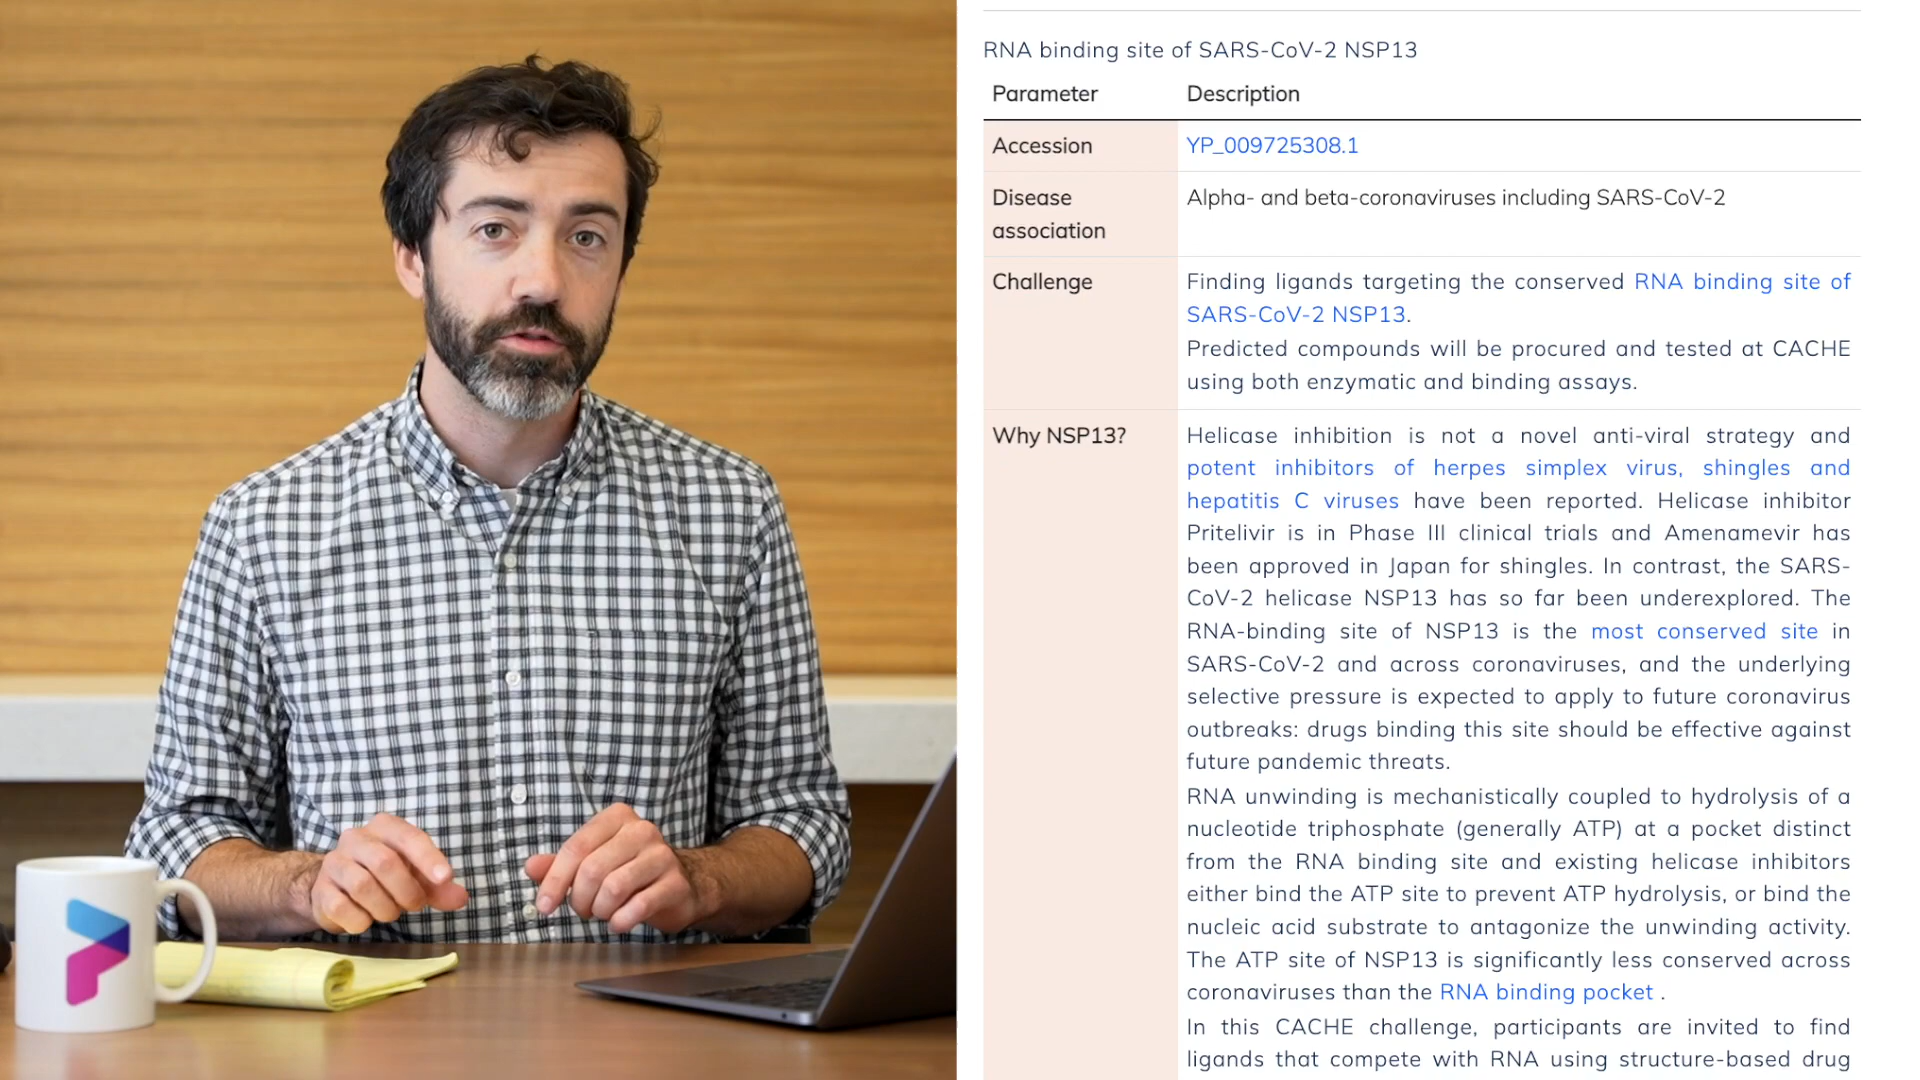 RNA binding site of SARS-CoV-2 NSP13
Parameter Description
Accession YP_009725308.1
Disease association Alpha- and beta-coronaviruses including SARS-CoV-2
Challenge Finding ligands targeting the conserved RNA binding site of
SARS-CoV-2 NSP13.
Predicted compounds will be procured and tested at CACHE
using both enzymatic and binding assays.
Why NSP13? Helicase inhibition is not a novel anti-viral strategy and
potent inhibitors of herpes simplex virus, shingles and
hepatitis C viruses have been reported. Helicase inhibitor
Pritelivir is in Phase III clinical trials and Amenamevir has
been approved in Japan for shingles. In contrast, the SARS-
CoV-2 helicase NSP13 has so far been underexplored. The
RNA-binding site of NSP13 is the most conserved site in
SARS-CoV-2 and across coronaviruses, and the underlying
selective pressure is expected to apply to future coronavirus
outbreaks: drugs binding this site should be effective against
future pandemic threats.
RNA unwinding is mechanistically coupled to hydrolysis of a
nucleotide triphosphate (generally ATP) at a pocket distinct
from the RNA binding site and existing helicase inhibitors
either bind the ATP site to prevent ATP hydrolysis, or bind the
nucleic acid substrate to antagonize the unwinding activity.
The ATP site of NSP13 is significantly less conserved across
coronaviruses than the RNA binding pocket .
In this CACHE challenge, participants are invited to find
ligands that compete with RNA using structure-based drug